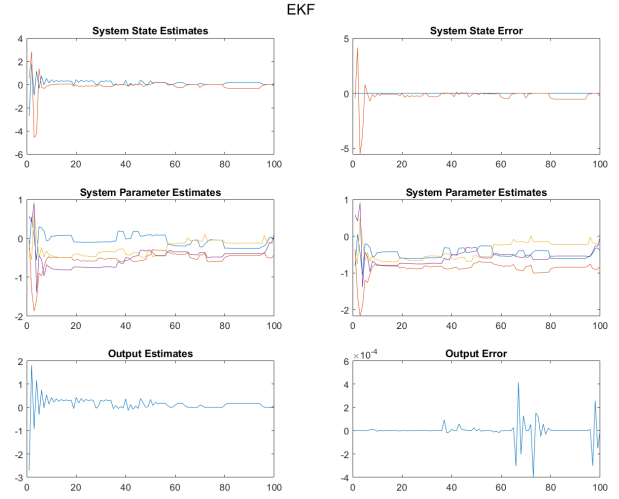 EKF
System State Estimates
4
2
0
-2
-4
-6
0 20 40 60 80 100
System State Error
5
0
-5
0 20 40 60 80 100
System Parameter Estimates
1
0
-1
-2
0 20 40 60 80 100
System Parameter Estimates
1
0
-1
-2
0 20 40 60 80 100
Output Estimates
2
1
0
-1
-2
-3
0 20 40 60 80 100
Output Error
×10-4
6
4
2
0
-2
-4
0 20 40 60 80 100